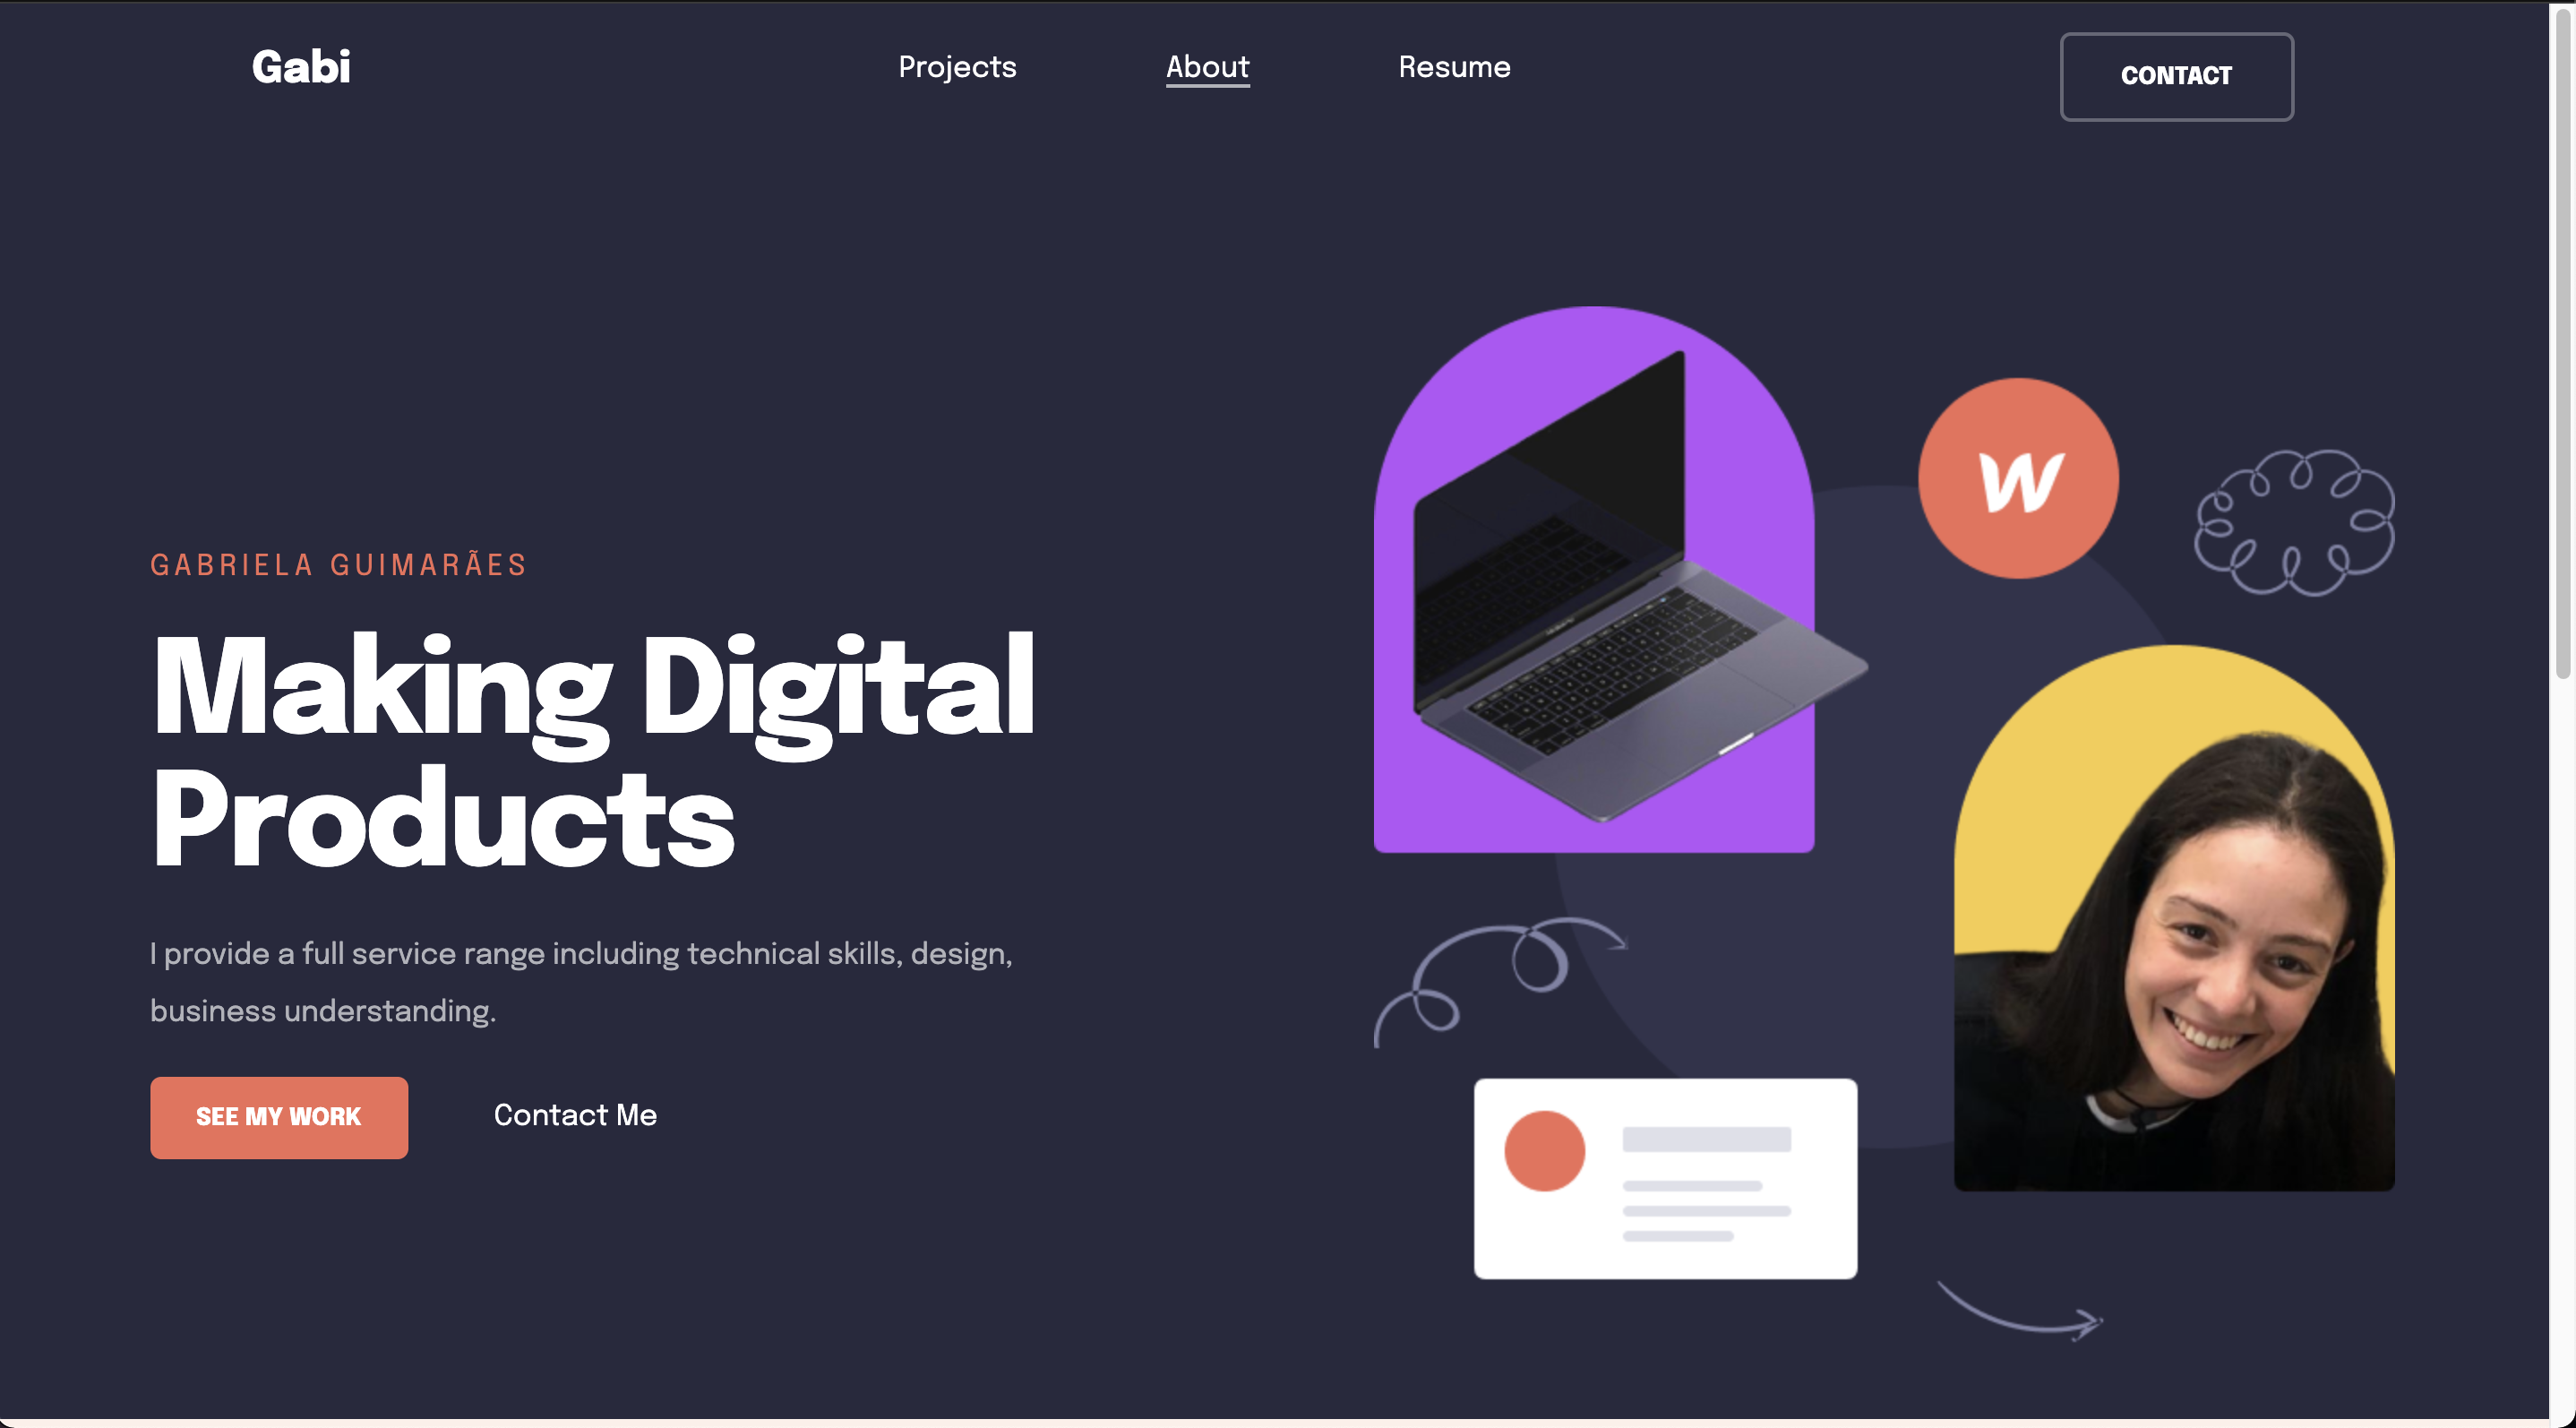 Gabi
Projects
About
Resume
CONTACT
W
GABRIELA GUIMARÃES
Making Digital
Products
I provide a full service range including technical skills, design,
business understanding.
SEE MY WORK
Contact Me